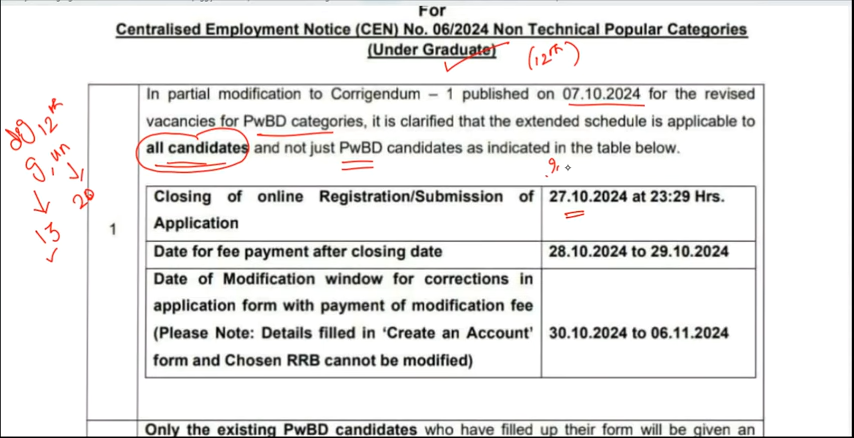 For
Centralised Employment Notice (CEN) No. 06/2024 Non Technical Popular Categories
(Under Graduate)
(12th)
In partial modification to Corrigendum – 1 published on 07.10.2024 for the revised
vacancies for PwBD categories, it is clarified that the extended schedule is applicable to
all candidates and not just PwBD candidates as indicated in the table below.
deg 12th
g, un
20
13
1
Closing of online Registration/Submission of 27.10.2024 at 23:29 Hrs.
Application
Date for fee payment after closing date 28.10.2024 to 29.10.2024
Date of Modification window for corrections in
application form with payment of modification fee
(Please Note: Details filled in ‘Create an Account’ 30.10.2024 to 06.11.2024
form and Chosen RRB cannot be modified)
Only the existing PwBD candidates who have filled up their form will be given an